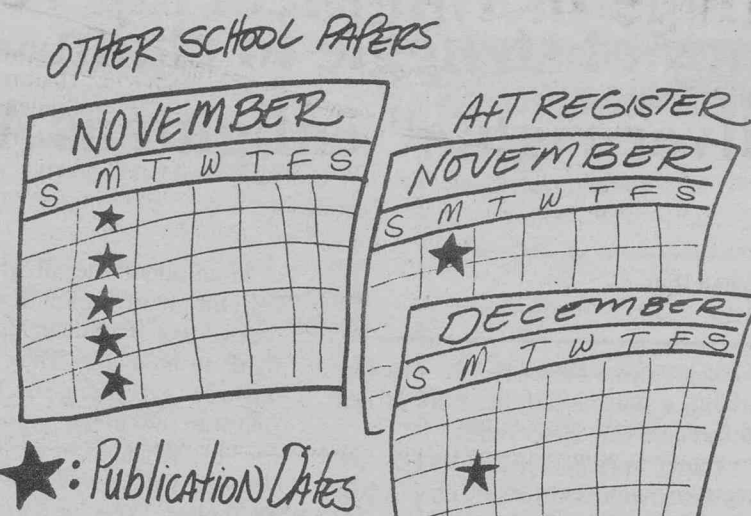 OTHER SCHOOL PAPERS
NOVEMBER
S M T W T F S
★: Publication Dates
A&T REGISTER
NOVEMBER
S M T W T F S
DECEMBER
S M T W T F S